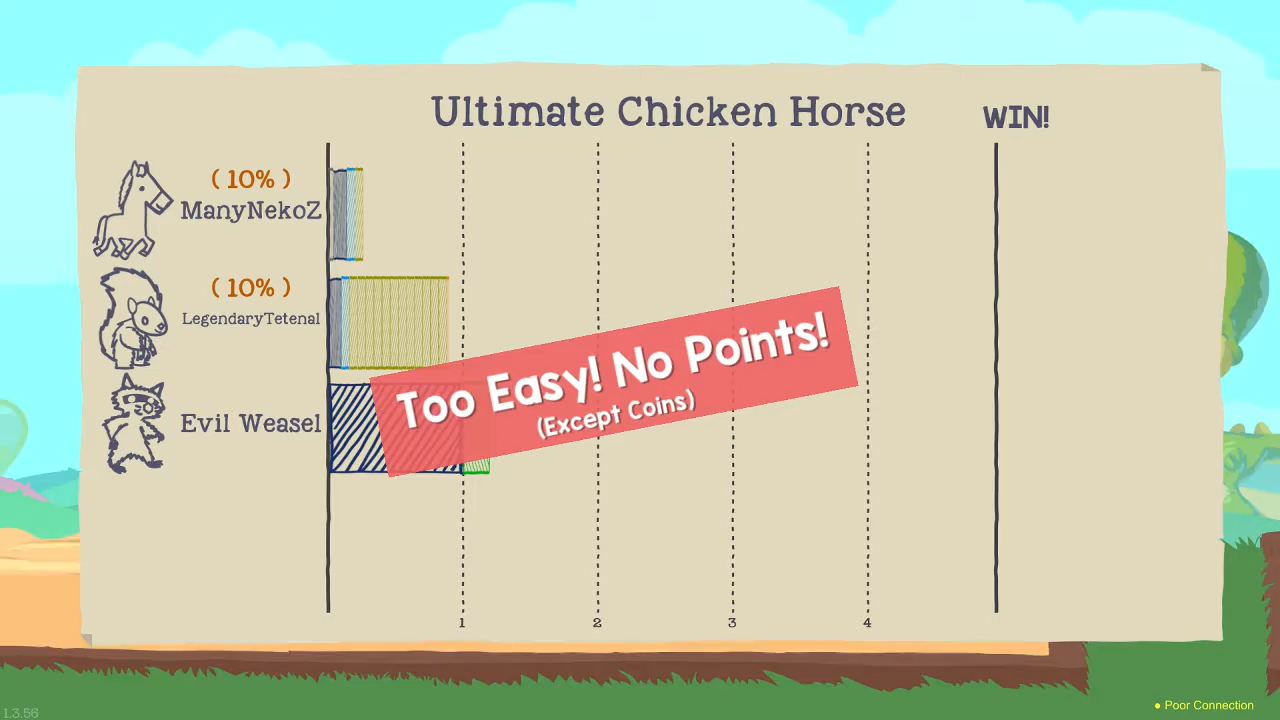 Ultimate Chicken Horse
WIN!
( 10% )
ManyNekoZ
( 10% )
LegendaryTetenal
Too Easy! No Points!
(Except Coins)
Evil Weasel
1 2 3 4
1.3.56
Poor Connection